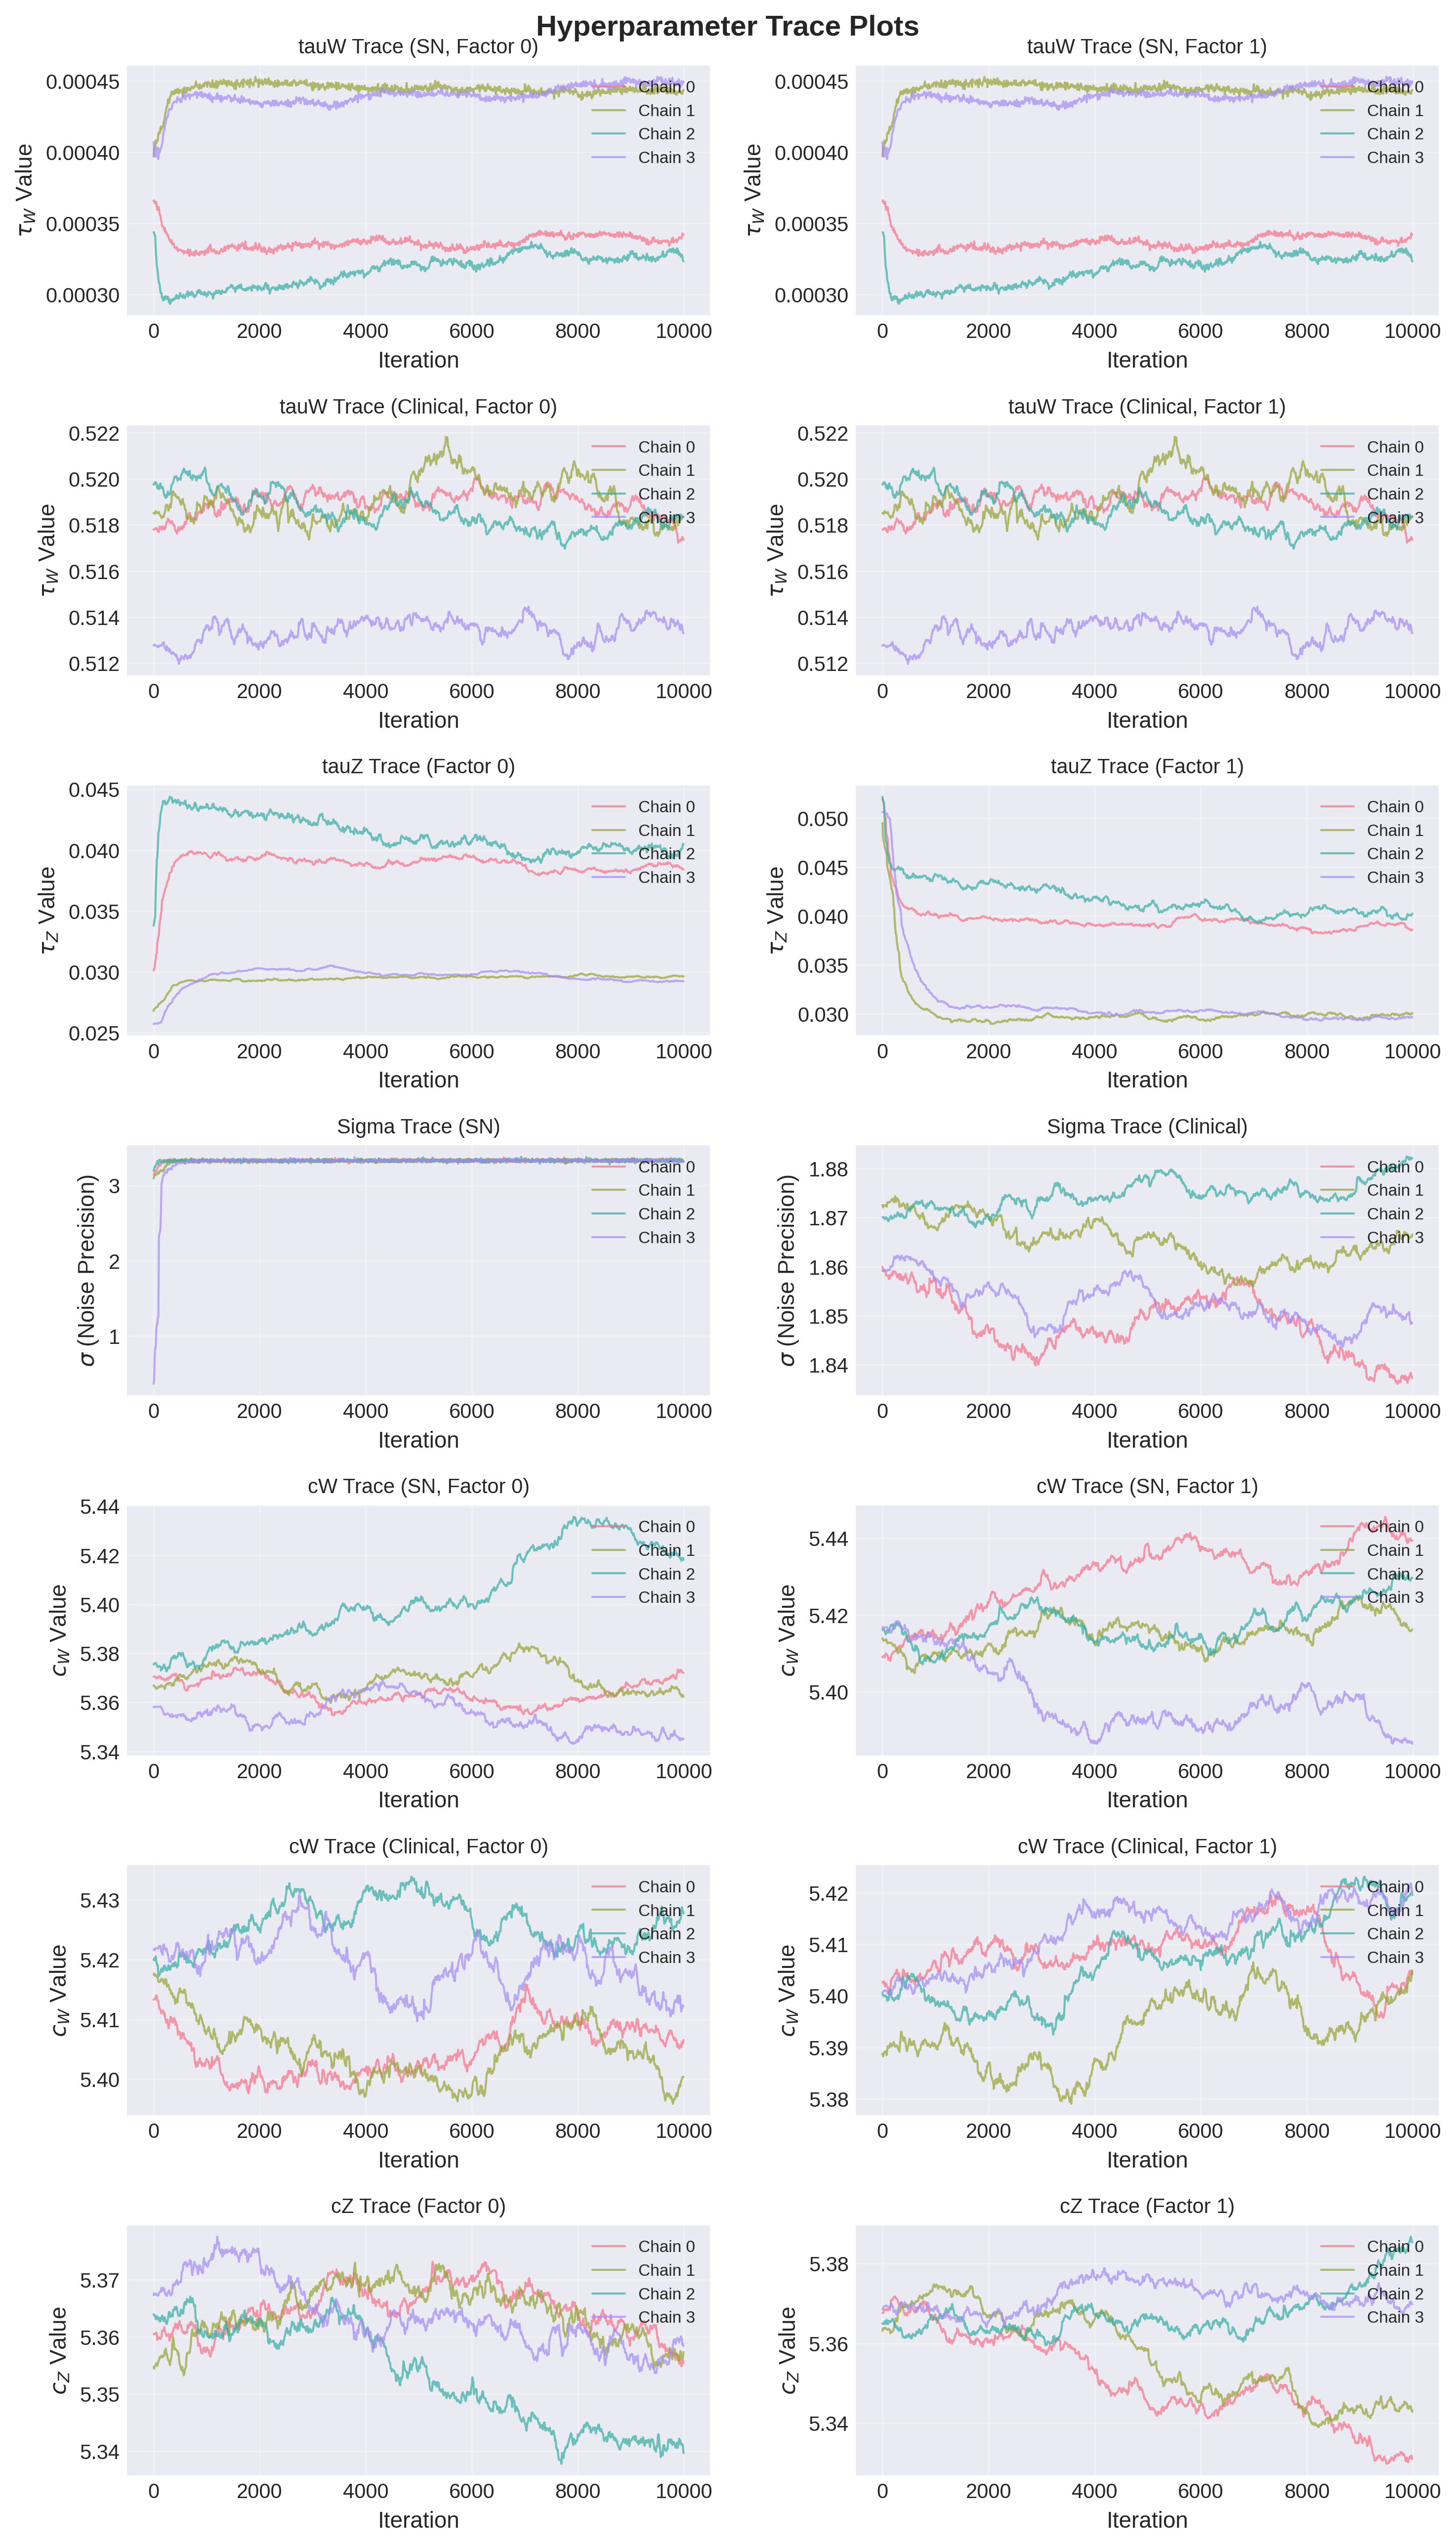 Hyperparameter Trace Plots
tauW Trace (SN, Factor 0)
τW Value
0.00045
0.00040
0.00035
0.00030
Chain 0
Chain 1
Chain 2
Chain 3
0 2000 4000 6000 8000 10000
Iteration
tauW Trace (SN, Factor 1)
τW Value
0.00045
0.00040
0.00035
0.00030
Chain 0
Chain 1
Chain 2
Chain 3
0 2000 4000 6000 8000 10000
Iteration
tauW Trace (Clinical, Factor 0)
τW Value
0.522
0.520
0.518
0.516
0.514
0.512
Chain 0
Chain 1
Chain 2
Chain 3
0 2000 4000 6000 8000 10000
Iteration
tauW Trace (Clinical, Factor 1)
τW Value
0.522
0.520
0.518
0.516
0.514
0.512
Chain 0
Chain 1
Chain 2
Chain 3
0 2000 4000 6000 8000 10000
Iteration
tauZ Trace (Factor 0)
τZ Value
0.045
0.040
0.035
0.030
0.025
Chain 0
Chain 1
Chain 2
Chain 3
0 2000 4000 6000 8000 10000
Iteration
tauZ Trace (Factor 1)
τZ Value
0.050
0.045
0.040
0.035
0.030
Chain 0
Chain 1
Chain 2
Chain 3
0 2000 4000 6000 8000 10000
Iteration
Sigma Trace (SN)
σ (Noise Precision)
3
2
1
Chain 0
Chain 1
Chain 2
Chain 3
0 2000 4000 6000 8000 10000
Iteration
Sigma Trace (Clinical)
σ (Noise Precision)
1.88
1.87
1.86
1.85
1.84
Chain 0
Chain 1
Chain 2
Chain 3
0 2000 4000 6000 8000 10000
Iteration
cW Trace (SN, Factor 0)
cW Value
5.44
5.42
5.40
5.38
5.36
5.34
Chain 0
Chain 1
Chain 2
Chain 3
0 2000 4000 6000 8000 10000
Iteration
cW Trace (SN, Factor 1)
cW Value
5.44
5.42
5.40
Chain 0
Chain 1
Chain 2
Chain 3
0 2000 4000 6000 8000 10000
Iteration
cW Trace (Clinical, Factor 0)
cW Value
5.43
5.42
5.41
5.40
Chain 0
Chain 1
Chain 2
Chain 3
0 2000 4000 6000 8000 10000
Iteration
cW Trace (Clinical, Factor 1)
cW Value
5.42
5.41
5.40
5.39
5.38
Chain 0
Chain 1
Chain 2
Chain 3
0 2000 4000 6000 8000 10000
Iteration
cZ Trace (Factor 0)
cZ Value
5.37
5.36
5.35
5.34
Chain 0
Chain 1
Chain 2
Chain 3
0 2000 4000 6000 8000 10000
Iteration
cZ Trace (Factor 1)
cZ Value
5.38
5.36
5.34
Chain 0
Chain 1
Chain 2
Chain 3
0 2000 4000 6000 8000 10000
Iteration